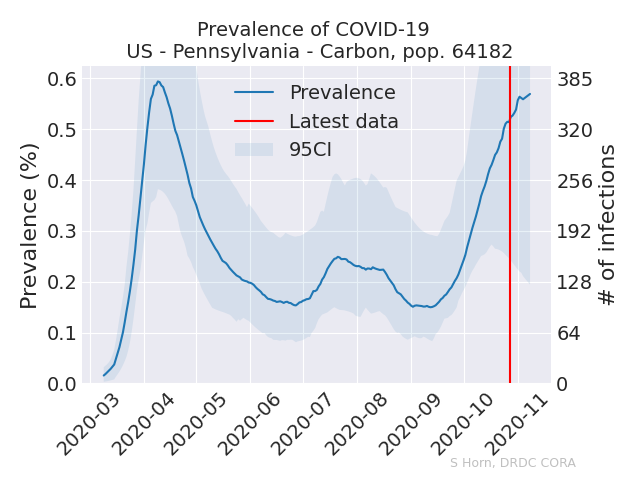 Prevalence of COVID-19
US - Pennsylvania - Carbon, pop. 64182
Prevalence
Latest data
95CI
Prevalence (%)
0.6
0.5
0.4
0.3
0.2
0.1
0.0
385
320
256
192
128
64
0
# of infections
2020-03
2020-04
2020-05
2020-06
2020-07
2020-08
2020-09
2020-10
2020-11
S Horn, DRDC CORA